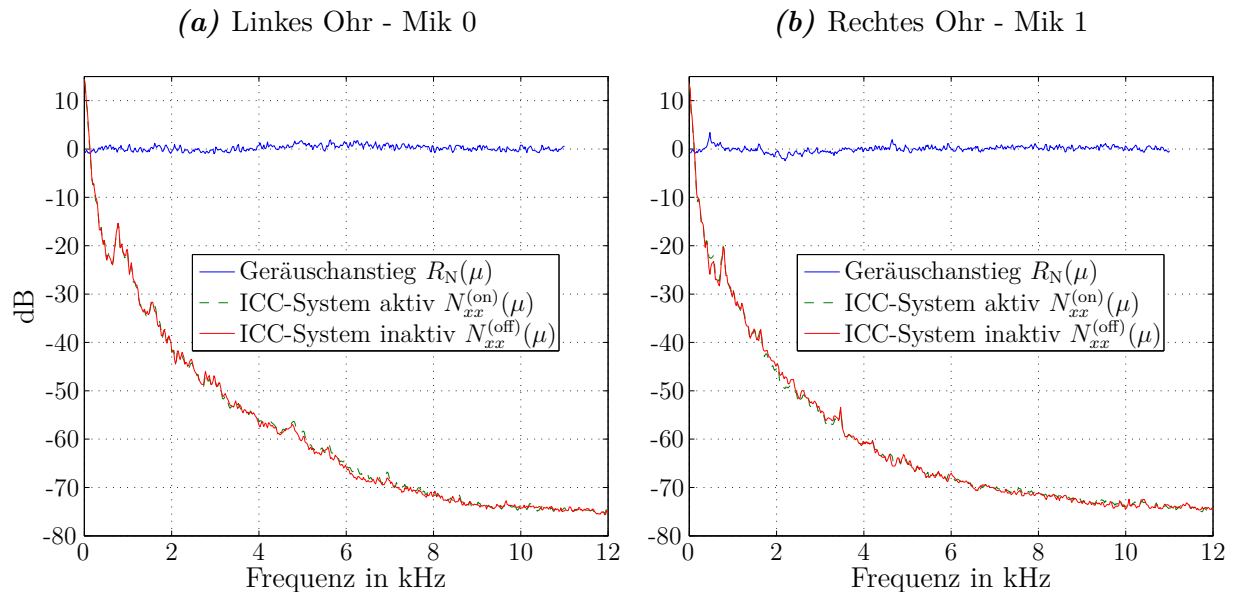 (a) Linkes Ohr - Mik 0
10
0
-10
-20
-30
-40
-50
-60
-70
-80
dB
0 2 4 6 8 10 12
Frequenz in kHz
Geräuschanstieg R_N(μ)
ICC-System aktiv N_xx^(on)(μ)
ICC-System inaktiv N_xx^(off)(μ)
(b) Rechtes Ohr - Mik 1
10
0
-10
-20
-30
-40
-50
-60
-70
-80
0 2 4 6 8 10 12
Frequenz in kHz
Geräuschanstieg R_N(μ)
ICC-System aktiv N_xx^(on)(μ)
ICC-System inaktiv N_xx^(off)(μ)